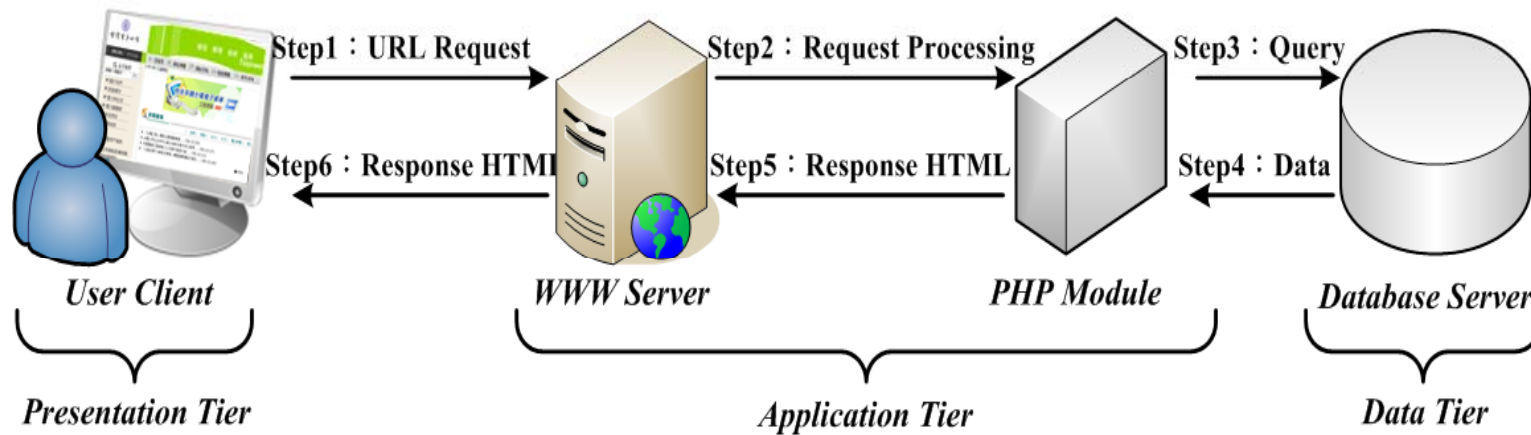 Step1：URL Request
Step2：Request Processing
Step3：Query
Step6：Response HTML
Step5：Response HTML
Step4：Data
User Client
WWW Server
PHP Module
Database Server
Presentation Tier
Application Tier
Data Tier